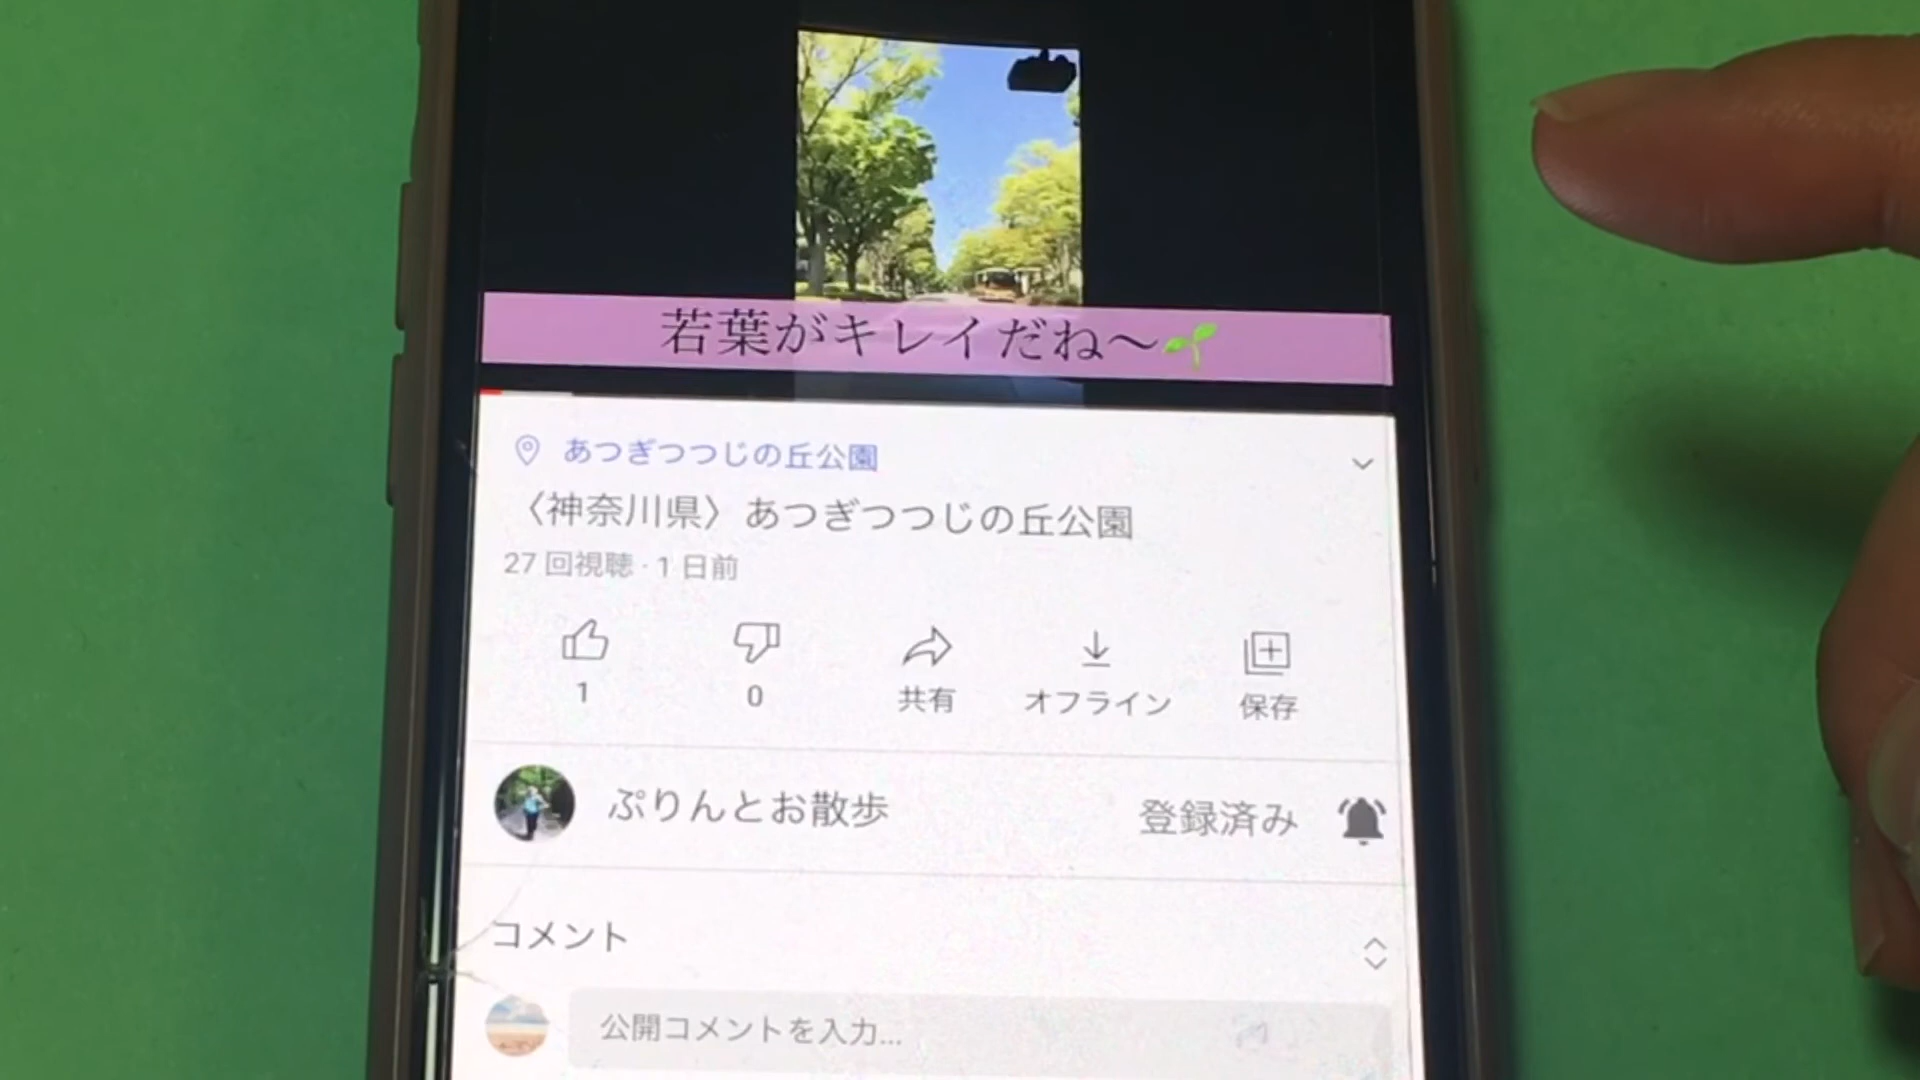 若葉がキレイだね〜🌱
あつぎつつじの丘公園
〈神奈川県〉あつぎつつじの丘公園
27 回視聴・1 日前
1
0
共有
オフライン
保存
ぷりんとお散歩
登録済み
コメント
公開コメントを入力...